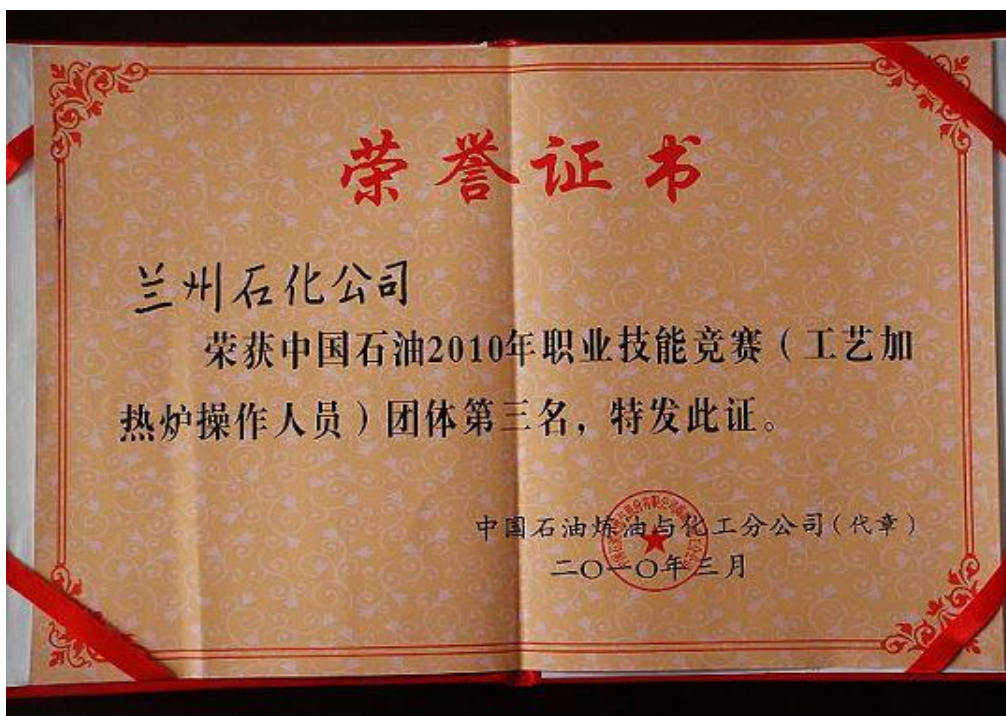 荣誉证书
兰州石化公司
荣获中国石油2010年职业技能竞赛（工艺加
热炉操作人员）团体第三名，特发此证。
中国石油炼油与化工分公司（代章）
二〇一〇年三月